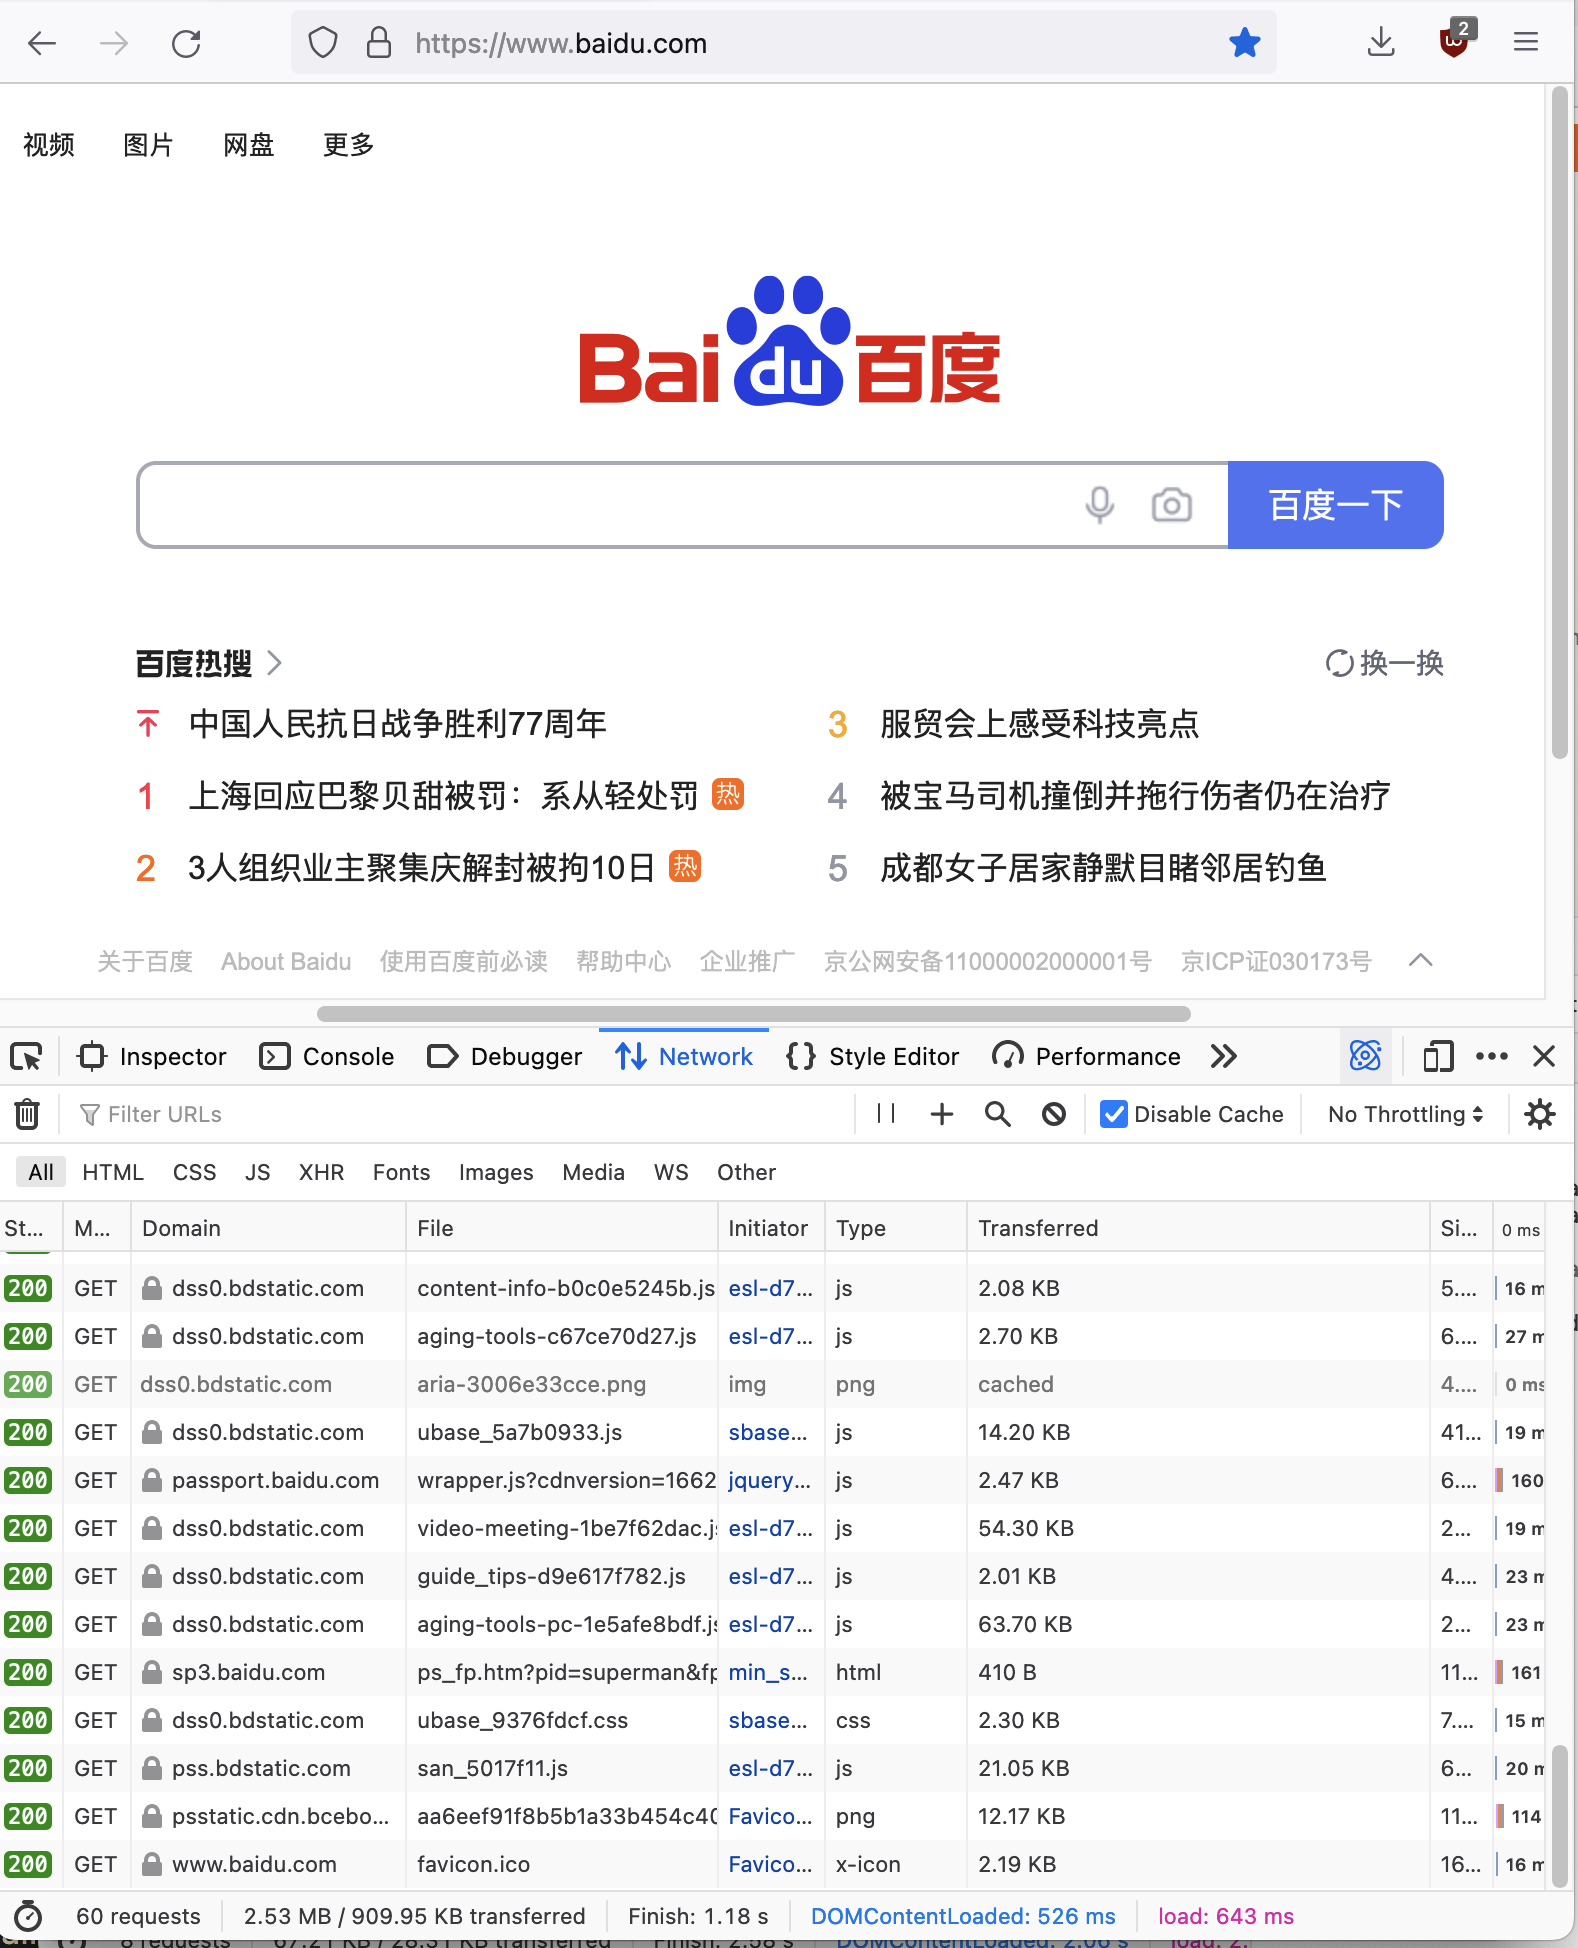 https://www.baidu.com
2
视频 图片 网盘 更多
Bai du 百度
百度一下
百度热搜 换一换
中国人民抗日战争胜利77周年
3 服贸会上感受科技亮点
1 上海回应巴黎贝甜被罚：系从轻处罚 热
4 被宝马司机撞倒并拖行伤者仍在治疗
2 3人组织业主聚集庆解封被拘10日 热
5 成都女子居家静默目睹邻居钓鱼
关于百度 About Baidu 使用百度前必读 帮助中心 企业推广 京公网安备11000002000001号 京ICP证030173号
Inspector Console Debugger Network Style Editor Performance
Filter URLs Disable Cache No Throttling
All HTML CSS JS XHR Fonts Images Media WS Other
St... M... Domain File Initiator Type Transferred Si... 0 ms
200 GET dss0.bdstatic.com content-info-b0c0e5245b.js esl-d7... js 2.08 KB 5.... 16 m
200 GET dss0.bdstatic.com aging-tools-c67ce70d27.js esl-d7... js 2.70 KB 6.... 27 m
200 GET dss0.bdstatic.com aria-3006e33cce.png img png cached 4.... 0 ms
200 GET dss0.bdstatic.com ubase_5a7b0933.js sbase... js 14.20 KB 41... 19 m
200 GET passport.baidu.com wrapper.js?cdnversion=1662 jquery... js 2.47 KB 6.... 160
200 GET dss0.bdstatic.com video-meeting-1be7f62dac.js esl-d7... js 54.30 KB 2... 19 m
200 GET dss0.bdstatic.com guide_tips-d9e617f782.js esl-d7... js 2.01 KB 4.... 23 m
200 GET dss0.bdstatic.com aging-tools-pc-1e5afe8bdf.js esl-d7... js 63.70 KB 2... 23 m
200 GET sp3.baidu.com ps_fp.htm?pid=superman&fp min_s... html 410 B 11... 161
200 GET dss0.bdstatic.com ubase_9376fdcf.css sbase... css 2.30 KB 7.... 15 m
200 GET pss.bdstatic.com san_5017f11.js esl-d7... js 21.05 KB 6... 20 m
200 GET psstatic.cdn.bcebo... aa6eef91f8b5b1a33b454c40 Favico... png 12.17 KB 11... 114
200 GET www.baidu.com favicon.ico Favico... x-icon 2.19 KB 16... 16 m
60 requests 2.53 MB / 909.95 KB transferred Finish: 1.18 s DOMContentLoaded: 526 ms load: 643 ms